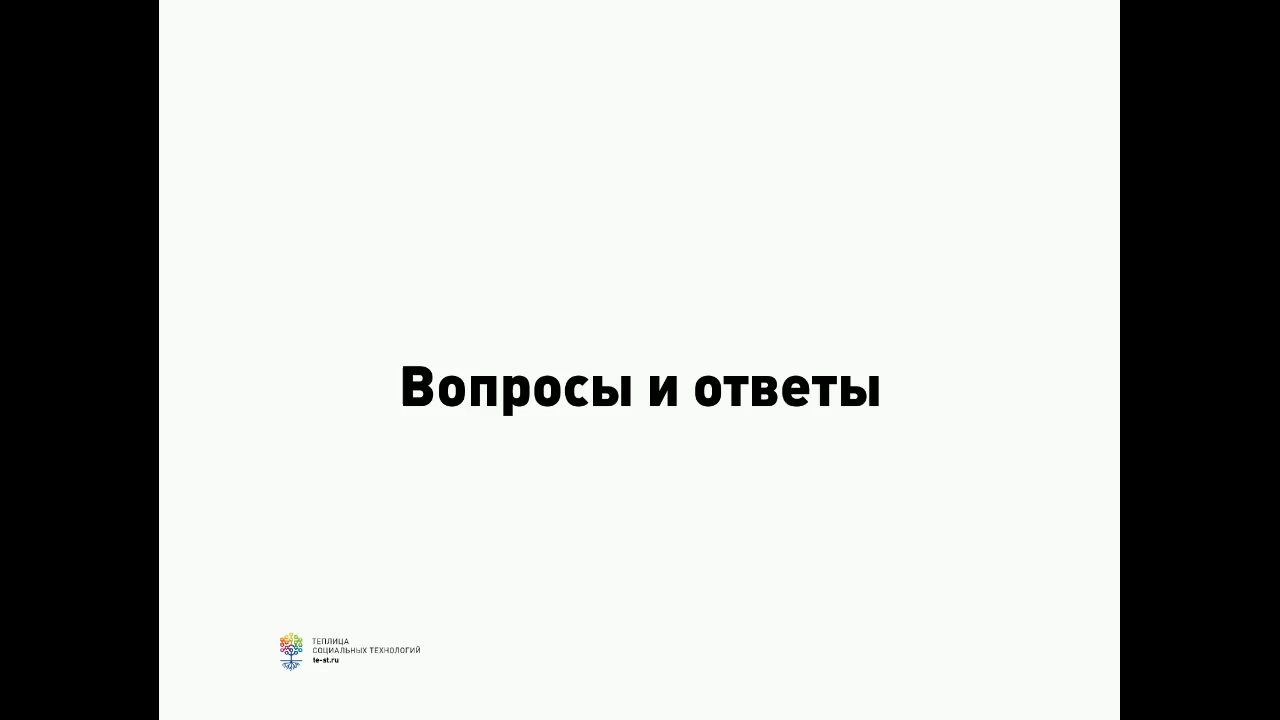 Вопросы и ответы
ТЕПЛИЦА
СОЦИАЛЬНЫХ ТЕХНОЛОГИЙ
te-st.ru